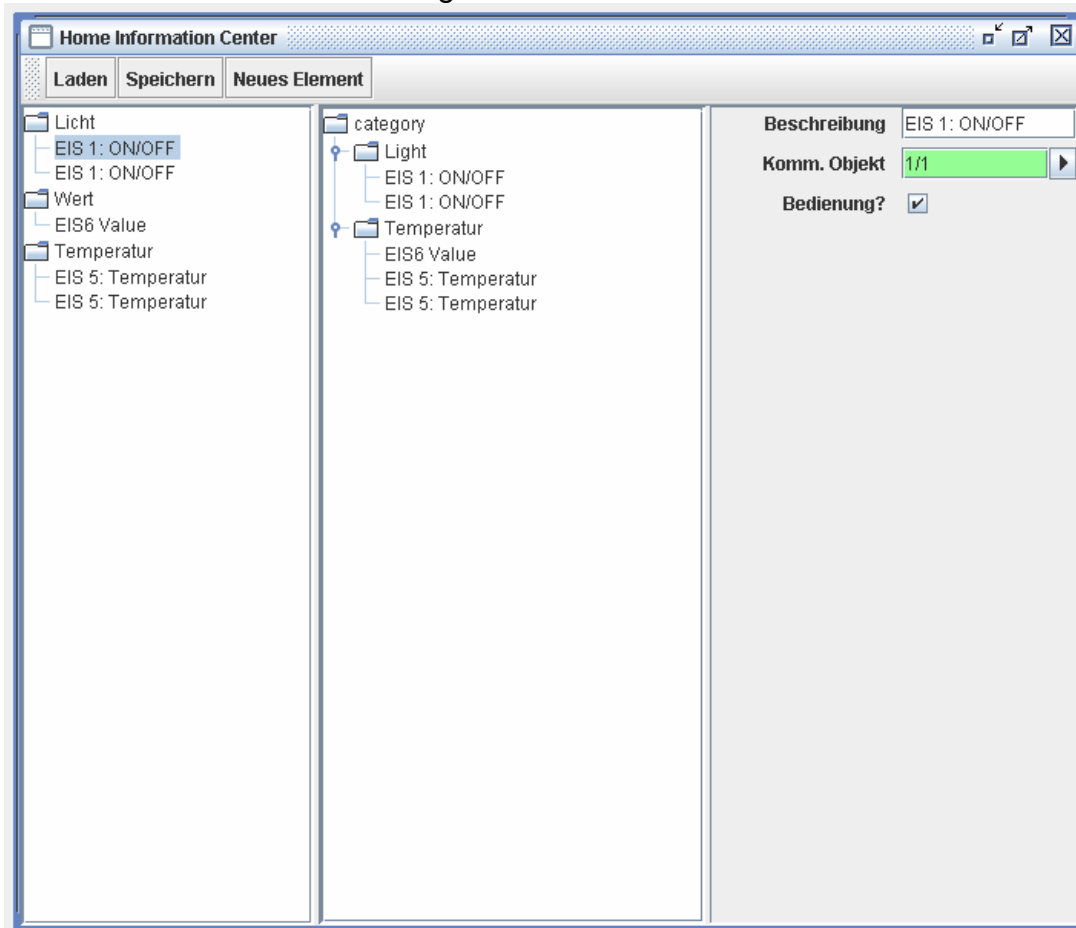 Home Information Center
Laden Speichern Neues Element
Licht
EIS 1: ON/OFF
EIS 1: ON/OFF
Wert
EIS6 Value
Temperatur
EIS 5: Temperatur
EIS 5: Temperatur
category
Light
EIS 1: ON/OFF
EIS 1: ON/OFF
Temperatur
EIS6 Value
EIS 5: Temperatur
EIS 5: Temperatur
Beschreibung EIS 1: ON/OFF
Komm. Objekt 1/1
Bedienung?